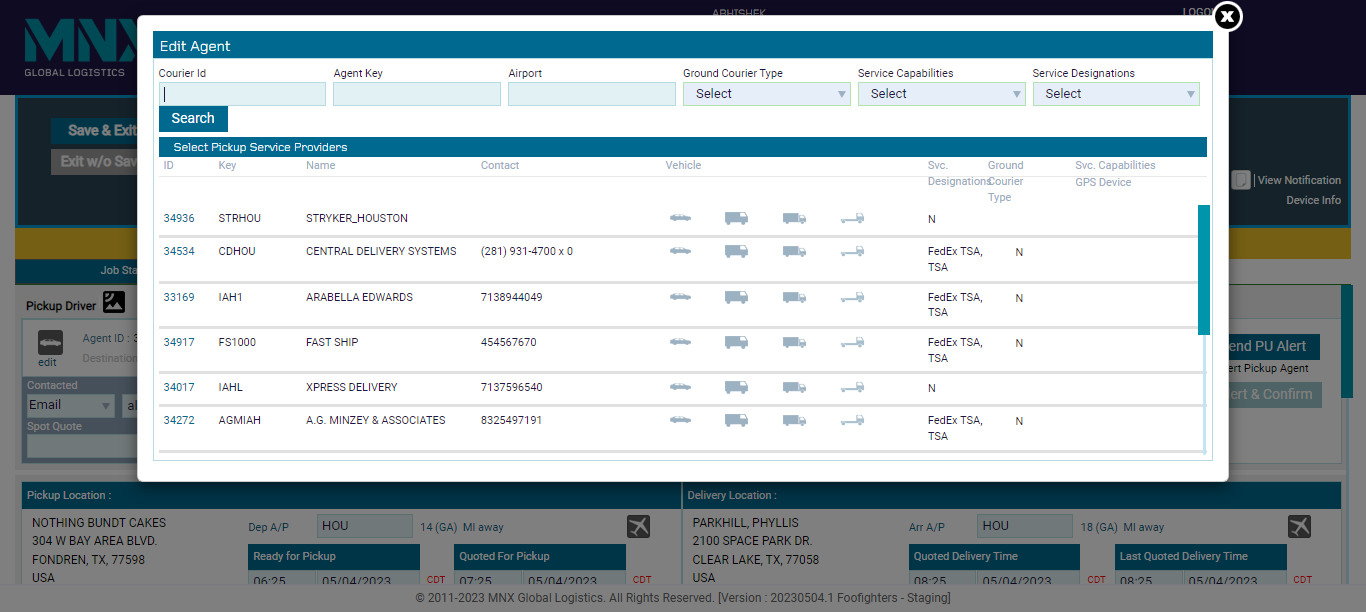 MNX
GLOBAL LOGISTICS
ABHISHEK
Edit Agent
Courier Id
Agent Key
Airport
Ground Courier Type
Service Capabilities
Service Designations
Select
Select
Select
Search
Save & Exit
Exit w/o Sav
View Notification
Device Info
Select Pickup Service Providers
ID Key Name Contact Vehicle Svc. Designations Ground Courier Type Svc. Capabilities GPS Device
34936 STRHOU STRYKER_HOUSTON N
34534 CDHOU CENTRAL DELIVERY SYSTEMS (281) 931-4700 x 0 FedEx TSA, N
TSA
33169 IAH1 ARABELLA EDWARDS 7138944049 FedEx TSA, N
TSA
34917 FS1000 FAST SHIP 454567670 FedEx TSA, N
TSA
34017 IAHL XPRESS DELIVERY 7137596540 N
34272 AGMIAH A.G. MINZEY & ASSOCIATES 8325497191 FedEx TSA, N
TSA
Job Sta
Pickup Driver
Agent ID : 3
edit
Destination
Contacted
Email
al
Spot Quote
end PU Alert
ert Pickup Agent
ert & Confirm
Pickup Location :
NOTHING BUNDT CAKES
304 W BAY AREA BLVD.
FONDREN, TX, 77598
USA
Dep A/P HOU 14 (GA) MI away
Ready for Pickup
06:25 05/04/2023 CDT
Quoted For Pickup
07:25 05/04/2023 CDT
Delivery Location :
PARKHILL, PHYLLIS
2100 SPACE PARK DR.
CLEAR LAKE, TX, 77058
USA
Arr A/P HOU 18 (GA) MI away
Quoted Delivery Time
08:25 05/04/2023 CDT
Last Quoted Delivery Time
08:25 05/04/2023 CDT
© 2011-2023 MNX Global Logistics. All Rights Reserved. [Version : 20230504.1 Foofighters - Staging]